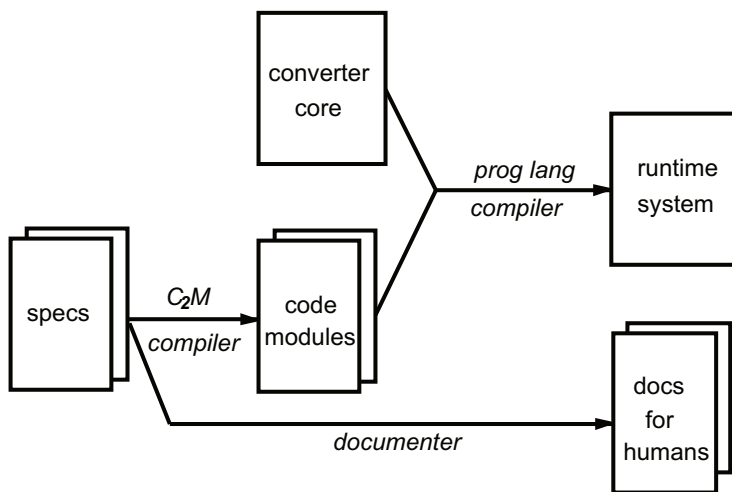 converter
core
prog lang
compiler
runtime
system
specs
C2M
compiler
code
modules
docs
for
humans
documenter